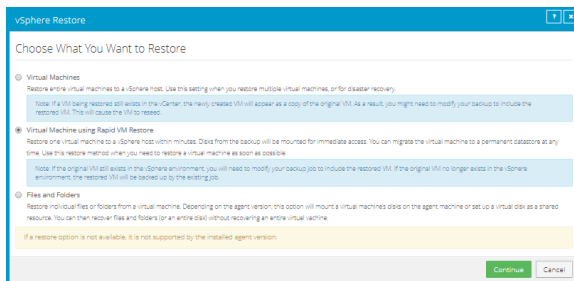 vSphere Restore
Choose What You Want to Restore
Virtual Machines
Restore entire virtual machines to a vSphere host. Use this setting when you restore multiple virtual machines, or for disaster recovery.
Note: If a VM being restored still exists in the vCenter, the newly created VM will appear as a copy of the original VM. As a result, you might need to modify your backup to include the
restored VM. This will cause the VM to reseed.
Virtual Machine using Rapid VM Restore
Restore one virtual machine to a vSphere host within minutes. Disks from the backup will be mounted for immediate access. You can migrate the virtual machine to a permanent datastore at any
time. Use this restore method when you need to restore a virtual machine as soon as possible.
Note: If the original VM still exists in the vSphere environment, you will need to modify your backup job to include the restored VM. If the original VM no longer exists in the vSphere
environment, the restored VM will be backed up by the existing job.
Files and Folders
Restore individual files or folders from a virtual machine. Depending on the agent version, this option will mount a virtual machine's disks on the agent machine or set up a virtual disk as a shared
resource. You can then recover files and folders (or an entire disk) without recovering an entire virtual vachine.
If a restore option is not available, it is not supported by the installed agent version.
Continue
Cancel